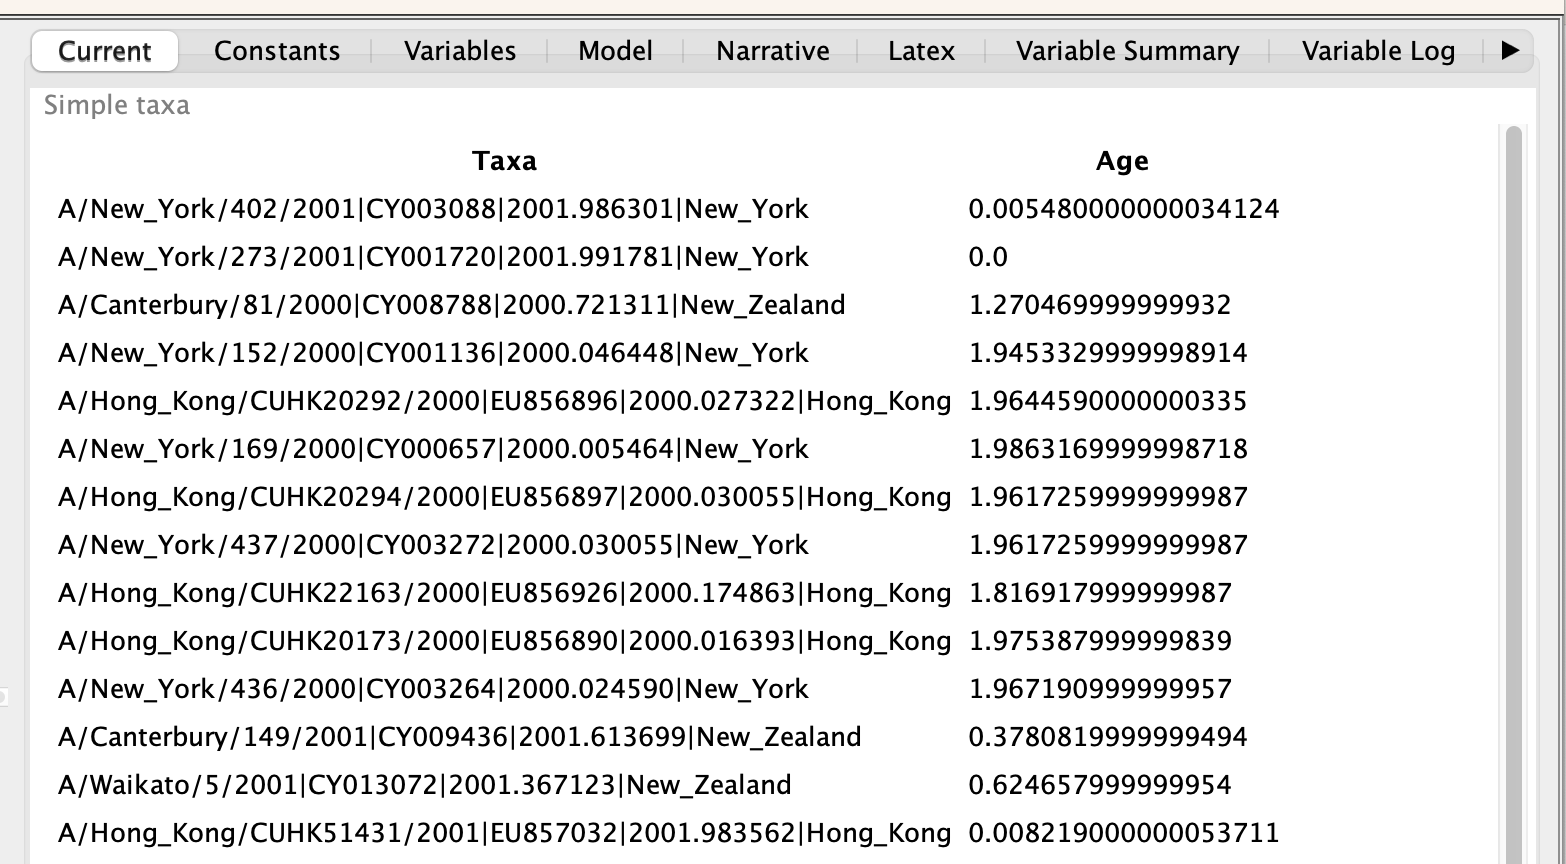 Current Constants Variables Model Narrative Latex Variable Summary Variable Log
Simple taxa
Taxa Age
A/New_York/402/2001|CY003088|2001.986301|New_York 0.005480000000034124
A/New_York/273/2001|CY001720|2001.991781|New_York 0.0
A/Canterbury/81/2000|CY008788|2000.721311|New_Zealand 1.270469999999932
A/New_York/152/2000|CY001136|2000.046448|New_York 1.9453329999998914
A/Hong_Kong/CUHK20292/2000|EU856896|2000.027322|Hong_Kong 1.9644590000000335
A/New_York/169/2000|CY000657|2000.005464|New_York 1.9863169999998718
A/Hong_Kong/CUHK20294/2000|EU856897|2000.030055|Hong_Kong 1.9617259999999987
A/New_York/437/2000|CY003272|2000.030055|New_York 1.9617259999999987
A/Hong_Kong/CUHK22163/2000|EU856926|2000.174863|Hong_Kong 1.816917999999987
A/Hong_Kong/CUHK20173/2000|EU856890|2000.016393|Hong_Kong 1.975387999999839
A/New_York/436/2000|CY003264|2000.024590|New_York 1.967190999999957
A/Canterbury/149/2001|CY009436|2001.613699|New_Zealand 0.3780819999999494
A/Waikato/5/2001|CY013072|2001.367123|New_Zealand 0.624657999999954
A/Hong_Kong/CUHK51431/2001|EU857032|2001.983562|Hong_Kong 0.008219000000053711